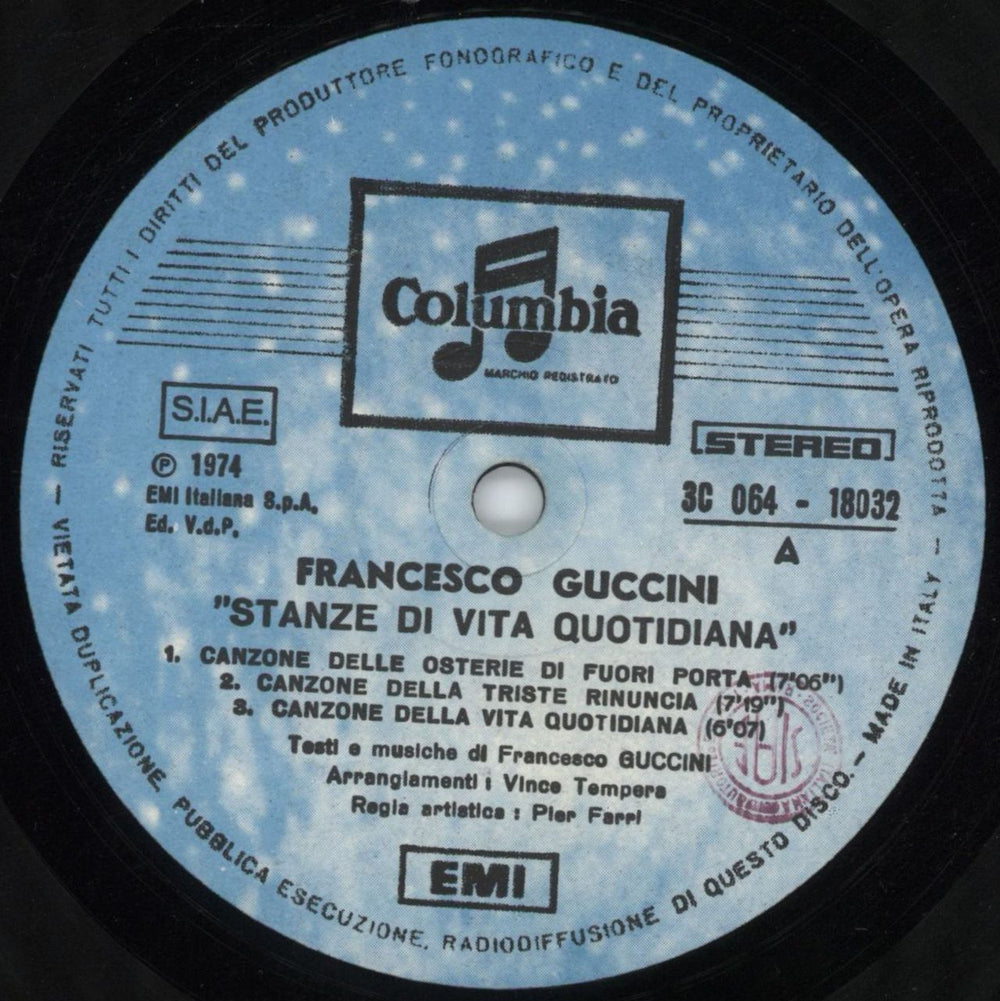 RISERVATI TUTTI I DIRITTI DEL PRODUTTORE FONOGRAFICO E DEL PROPRIETARIO DELL'OPERA RIPRODOTTA — MADE IN ITALY —
Columbia
MARCHIO REGISTRATO
S.I.A.E.
STEREO
℗ 1974
EMI Italiana S.p.A.
Ed. V.d.P.
3C 064 - 18032
A
FRANCESCO GUCCINI
"STANZE DI VITA QUOTIDIANA"
1. CANZONE DELLE OSTERIE DI FUORI PORTA (7'06")
2. CANZONE DELLA TRISTE RINUNCIA (7'19")
3. CANZONE DELLA VITA QUOTIDIANA (6'07)
Testi e musiche di Francesco GUCCINI
Arrangiamenti : Vince Tempera
Regia artistica : Pier Farri
EMI
— VIETATA DUPLICAZIONE, PUBBLICA ESECUZIONE, RADIODIFFUSIONE DI QUESTO DISCO. —